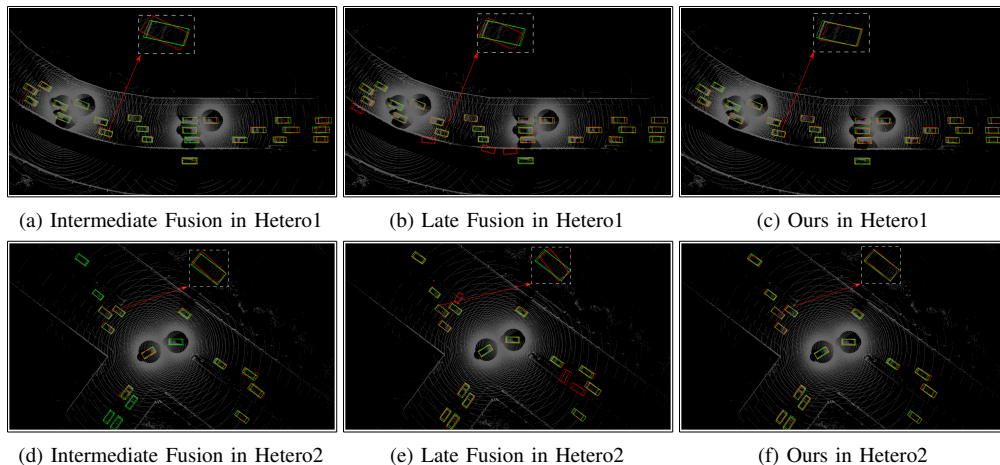 (a) Intermediate Fusion in Hetero1
(b) Late Fusion in Hetero1
(c) Ours in Hetero1
(d) Intermediate Fusion in Hetero2
(e) Late Fusion in Hetero2
(f) Ours in Hetero2